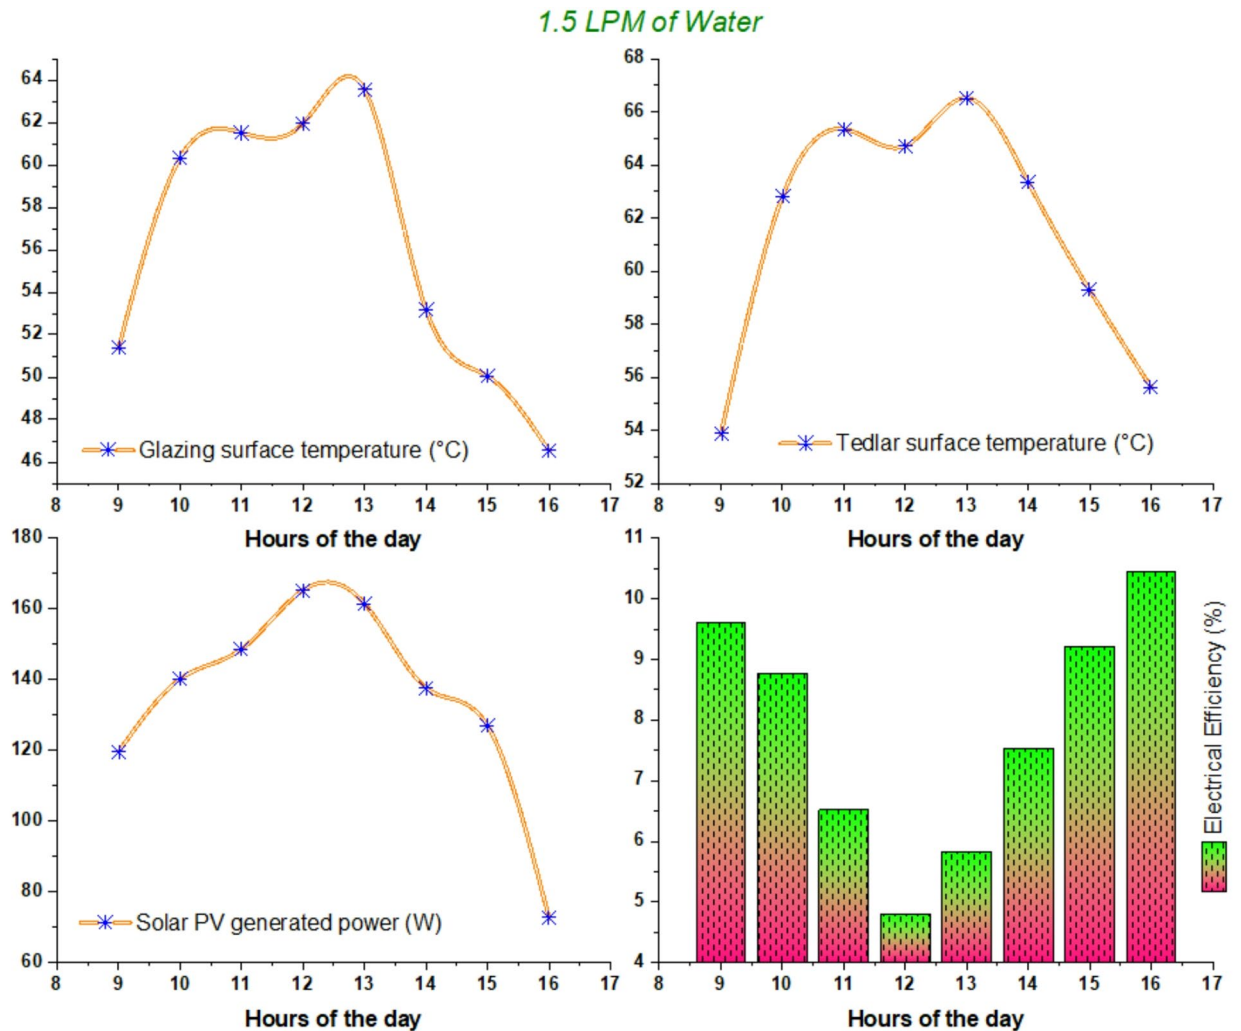 1.5 LPM of Water
64
62
60
58
56
54
52
50
48
46
Glazing surface temperature (°C)
8 9 10 11 12 13 14 15 16 17
Hours of the day
68
66
64
62
60
58
56
54
52
Tedlar surface temperature (°C)
8 9 10 11 12 13 14 15 16 17
Hours of the day
180
160
140
120
100
80
60
Solar PV generated power (W)
8 9 10 11 12 13 14 15 16 17
Hours of the day
11
10
9
8
7
6
5
4
Electrical Efficiency (%)
8 9 10 11 12 13 14 15 16 17
Hours of the day